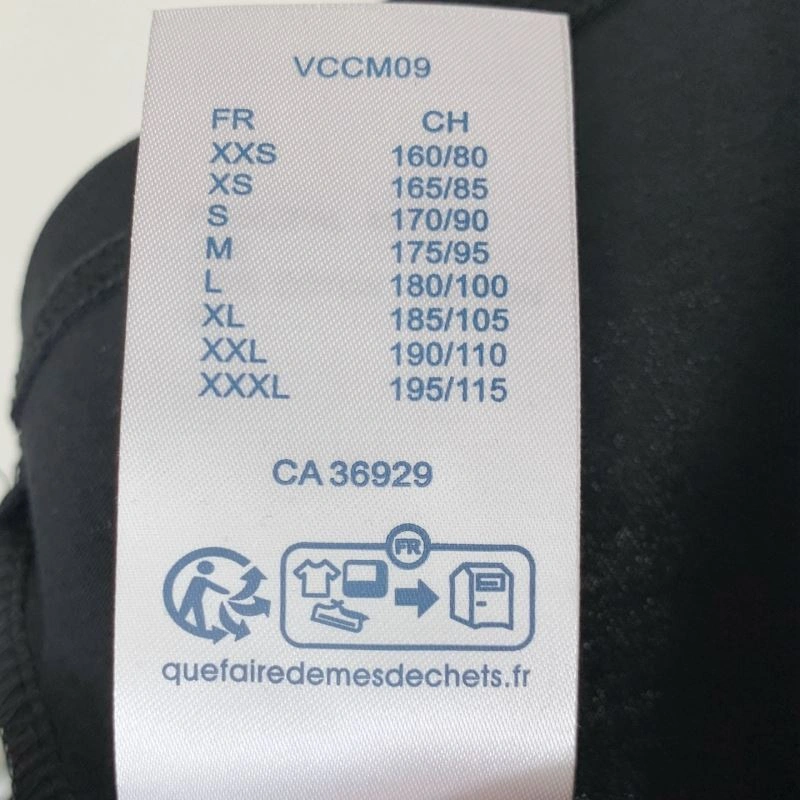 VCCM09
FR CH
XXS 160/80
XS 165/85
S 170/90
M 175/95
L 180/100
XL 185/105
XXL 190/110
XXXL 195/115
CA 36929
FR
quefairedemesdechets.fr